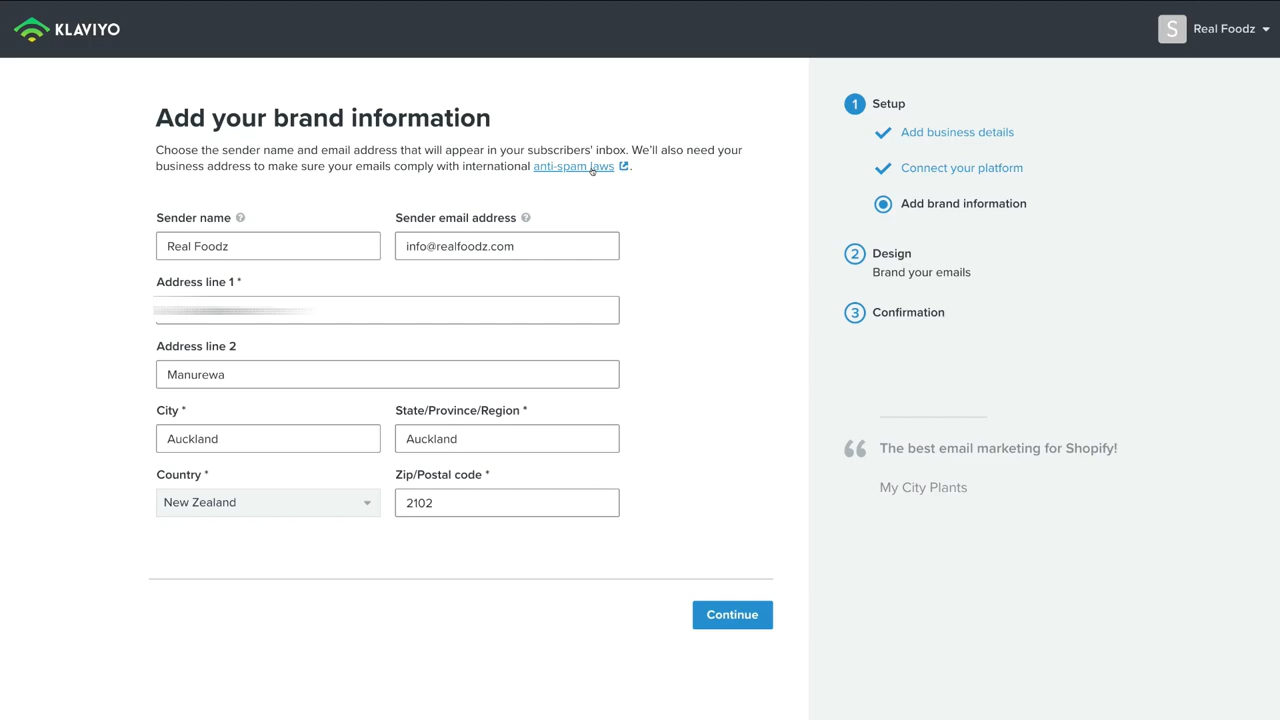 KLAVIYO
S Real Foodz
Add your brand information
Choose the sender name and email address that will appear in your subscribers' inbox. We'll also need your
business address to make sure your emails comply with international anti-spam laws.
Sender name ?
Sender email address ?
Real Foodz
info@realfoodz.com
Address line 1 *
Address line 2
Manurewa
City *
State/Province/Region *
Auckland
Auckland
Country *
Zip/Postal code *
New Zealand
2102
Continue
1 Setup
Add business details
Connect your platform
Add brand information
2 Design
Brand your emails
3 Confirmation
“ The best email marketing for Shopify!
My City Plants